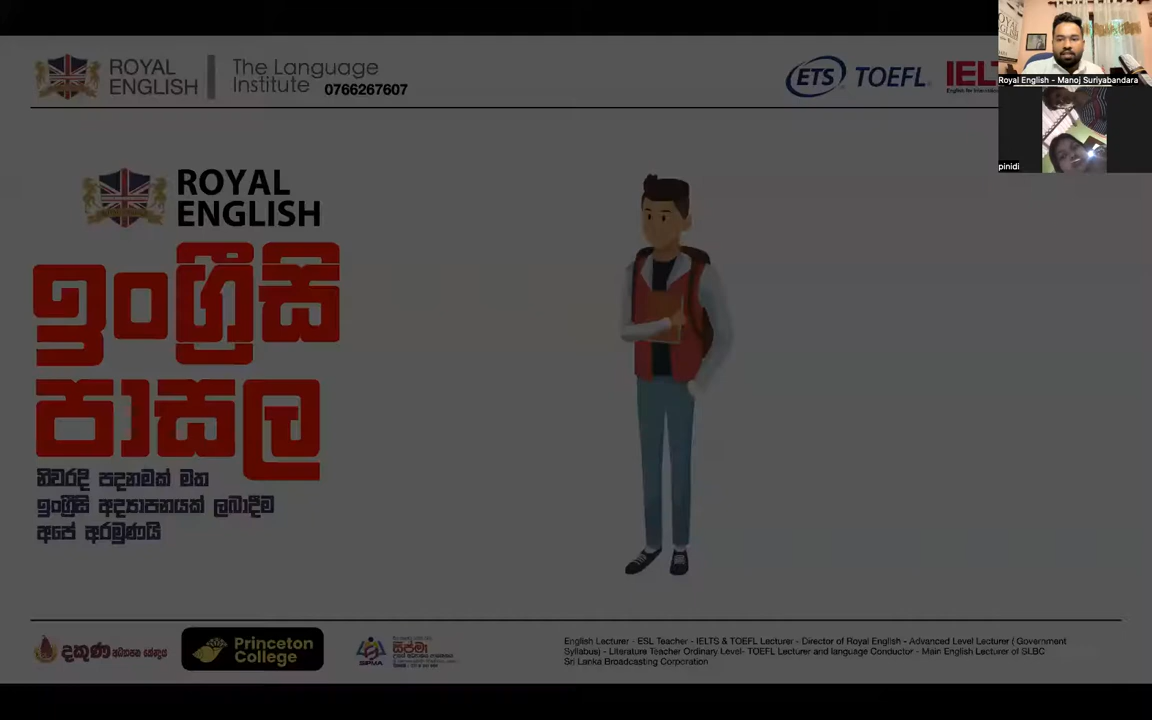 ROYAL
ENGLISH
The Language
Institute 0766267607
ETS TOEFL
Royal English - Manoj Suriyabandara
pinidi
ROYAL
ENGLISH
ඉංග්‍රීසි
පාසල
නිවරදි පදනමක් මත
ඉංග්‍රීසි අධ්‍යාපනයක් ලබාදීම
අපේ අරමුණයි
දකුණ
Princeton
College
සිප්මා
SIPMA
English Lecturer - ESL Teacher - IELTS & TOEFL Lecturer - Director of Royal English - Advanced Level Lecturer ( Government
Syllabus) - Literature Teacher Ordinary Level- TOEFL Lecturer and language Conductor - Main English Lecturer of SLBC
Sri Lanka Broadcasting Corporation